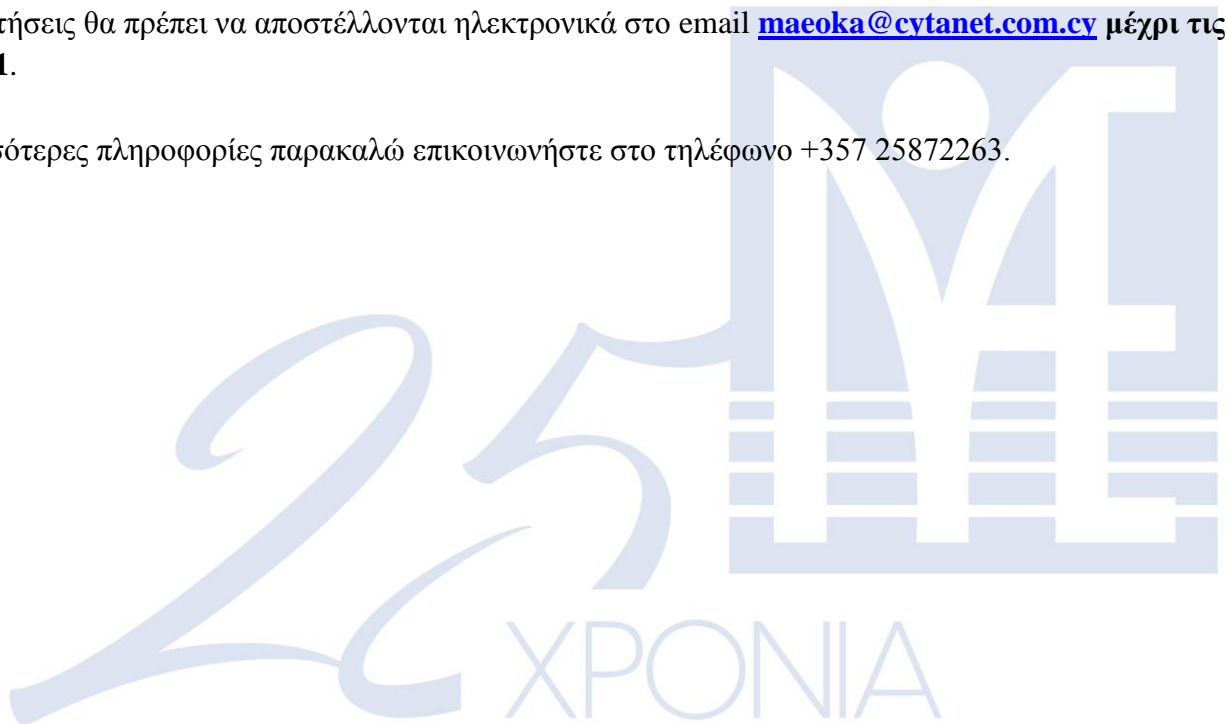 τήσεις θα πρέπει να αποστέλλονται ηλεκτρονικά στο email maeoka@cytanet.com.cy μέχρι τις
1.
σότερες πληροφορίες παρακαλώ επικοινωνήστε στο τηλέφωνο +357 25872263.
25
ΧΡΟΝΙΑ